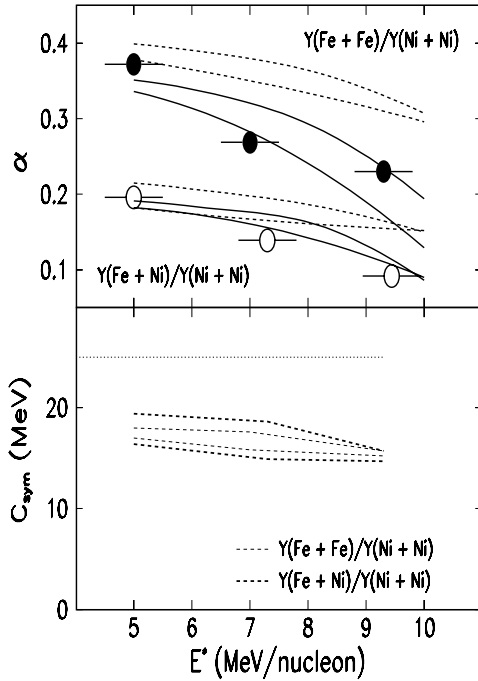 Y(Fe + Fe)/Y(Ni + Ni)
0.4
0.3
α
0.2
0.1
Y(Fe + Ni)/Y(Ni + Ni)
20
C_sym (MeV)
10
Y(Fe + Fe)/Y(Ni + Ni)
Y(Fe + Ni)/Y(Ni + Ni)
0
5 6 7 8 9 10
E* (MeV/nucleon)